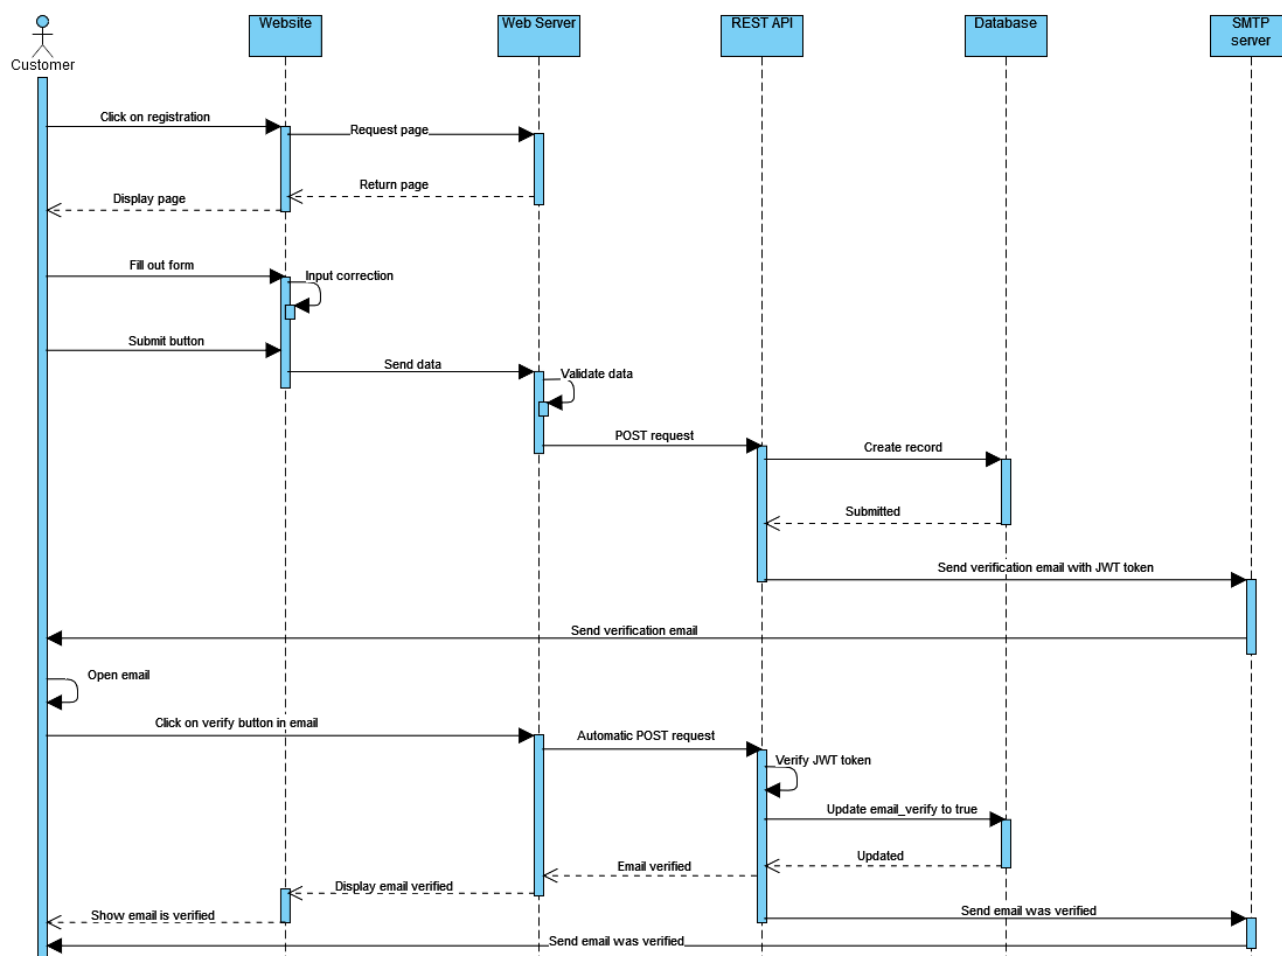 Customer
Website
Web Server
REST API
Database
SMTP
server
Click on registration
Request page
Return page
Display page
Fill out form
Input correction
Submit button
Send data
Validate data
POST request
Create record
Submitted
Send verification email with JWT token
Send verification email
Open email
Click on verify button in email
Automatic POST request
Verify JWT token
Update email_verify to true
Updated
Email verified
Display email verified
Show email is verified
Send email was verified
Send email was verified